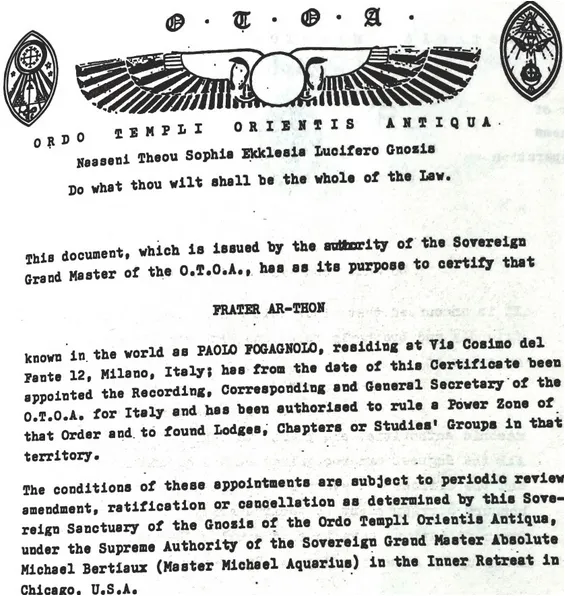 O. T. O. A.
ORDO TEMPLI ORIENTIS ANTIQUA.
Naaseni Theou Sophia Ekklesia Lucifero Gnozis
Do what thou wilt shall be the whole of the Law.
This document, which is issued by the authority of the Sovereign
Grand Master of the O.T.O.A., has as its purpose to certify that
FRATER AR-THON
known in the world as PAOLO FOGAGNOLO, residing at Via Cosimo del
Fante 12, Milano, Italy; has from the date of this Certificate been
appointed the Recording, Corresponding and General Secretary of the
O.T.O.A. for Italy and has been authorised to rule a Power Zone of
that Order and to found Lodges, Chapters or Studies' Groups in that
territory.
The conditions of these appointments are subject to periodic review
amendment, ratification or cancellation as determined by this Sove-
reign Sanctuary of the Gnosis of the Ordo Templi Orientis Antiqua,
under the Supreme Authority of the Sovereign Grand Master Absolute
Michael Bertiaux (Master Michael Aquarius) in the Inner Retreat in
Chicago, U.S.A.